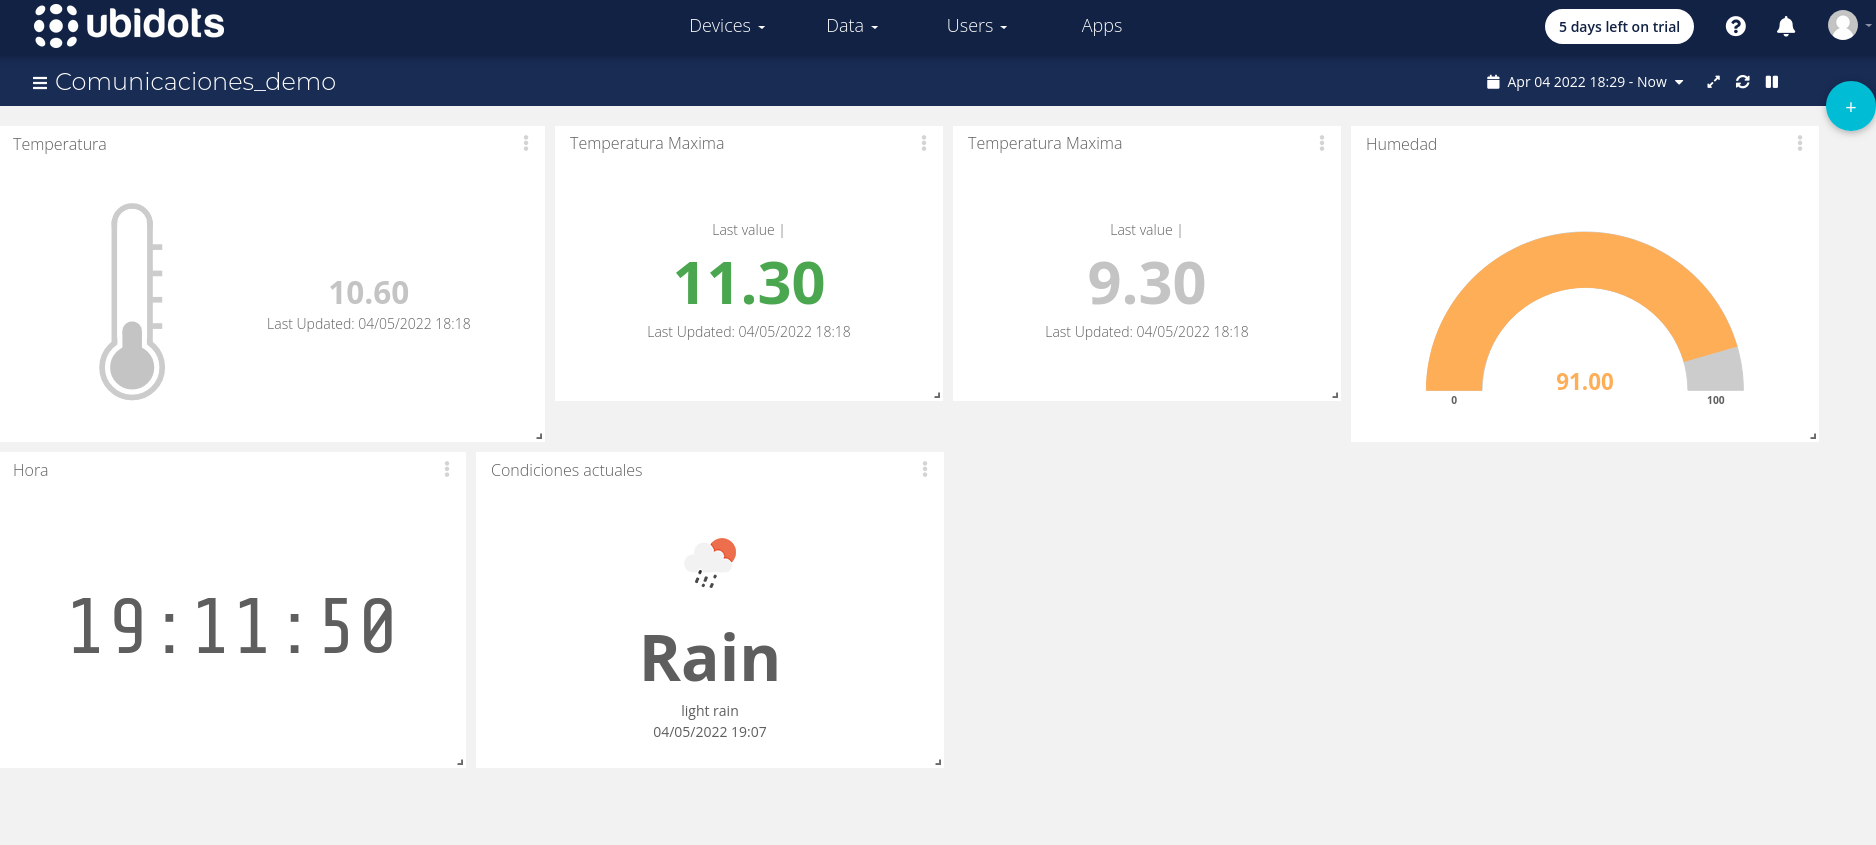 ubidots
Devices
Data
Users
Apps
5 days left on trial
?
Comunicaciones_demo
Apr 04 2022 18:29 - Now
+
Temperatura
10.60
Last Updated: 04/05/2022 18:18
Temperatura Maxima
Last value |
11.30
Last Updated: 04/05/2022 18:18
Temperatura Maxima
Last value |
9.30
Last Updated: 04/05/2022 18:18
Humedad
91.00
0
100
Hora
19:11:50
Condiciones actuales
Rain
light rain
04/05/2022 19:07